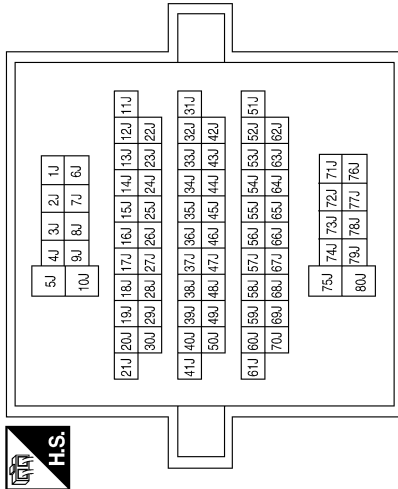 H.S.
5J 4J 3J 2J 1J
10J 9J 8J 7J 6J
21J 20J 19J 18J 17J 16J 15J 14J 13J 12J 11J
30J 29J 28J 27J 26J 25J 24J 23J 22J
41J 40J 39J 38J 37J 36J 35J 34J 33J 32J 31J
50J 49J 48J 47J 46J 45J 44J 43J 42J
61J 60J 59J 58J 57J 56J 55J 54J 53J 52J 51J
70J 69J 68J 67J 66J 65J 64J 63J 62J
75J 74J 73J 72J 71J
80J 79J 78J 77J 76J